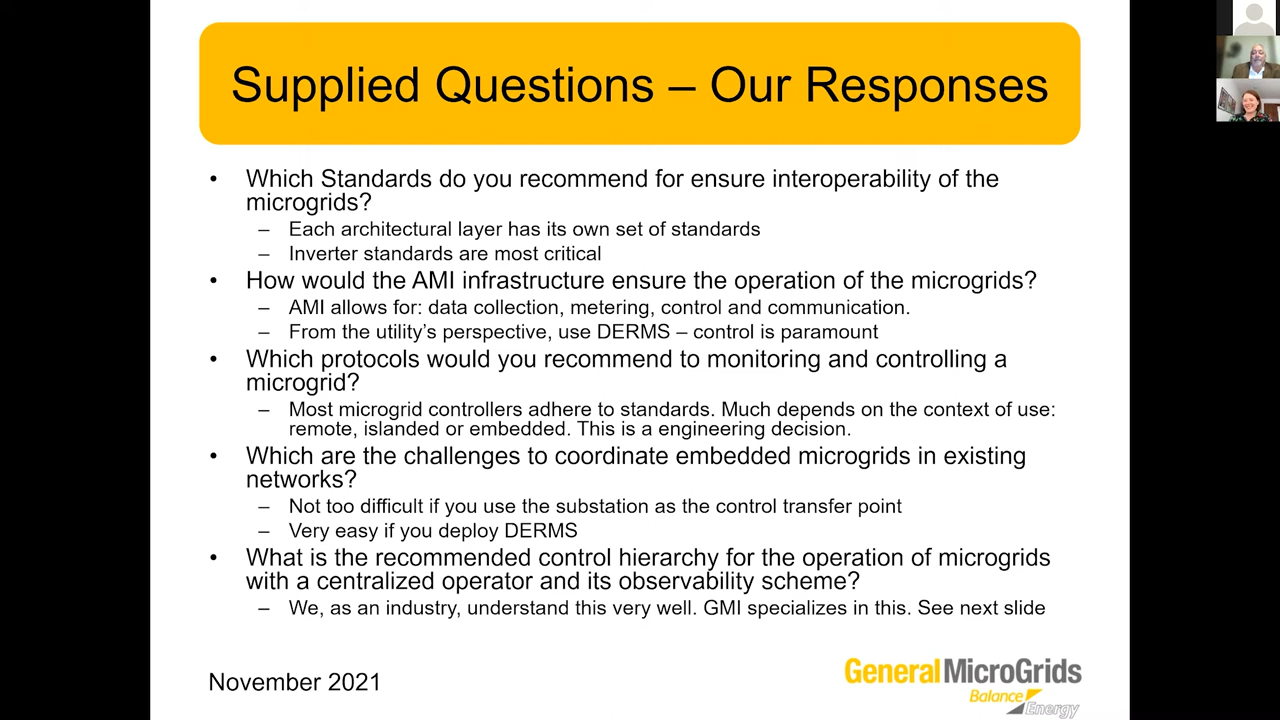 Supplied Questions – Our Responses
• Which Standards do you recommend for ensure interoperability of the
microgrids?
– Each architectural layer has its own set of standards
– Inverter standards are most critical
• How would the AMI infrastructure ensure the operation of the microgrids?
– AMI allows for: data collection, metering, control and communication.
– From the utility's perspective, use DERMS – control is paramount
• Which protocols would you recommend to monitoring and controlling a
microgrid?
– Most microgrid controllers adhere to standards. Much depends on the context of use:
remote, islanded or embedded. This is a engineering decision.
• Which are the challenges to coordinate embedded microgrids in existing
networks?
– Not too difficult if you use the substation as the control transfer point
– Very easy if you deploy DERMS
• What is the recommended control hierarchy for the operation of microgrids
with a centralized operator and its observability scheme?
– We, as an industry, understand this very well. GMI specializes in this. See next slide
November 2021
GeneralMicroGrids
Balance
Energy